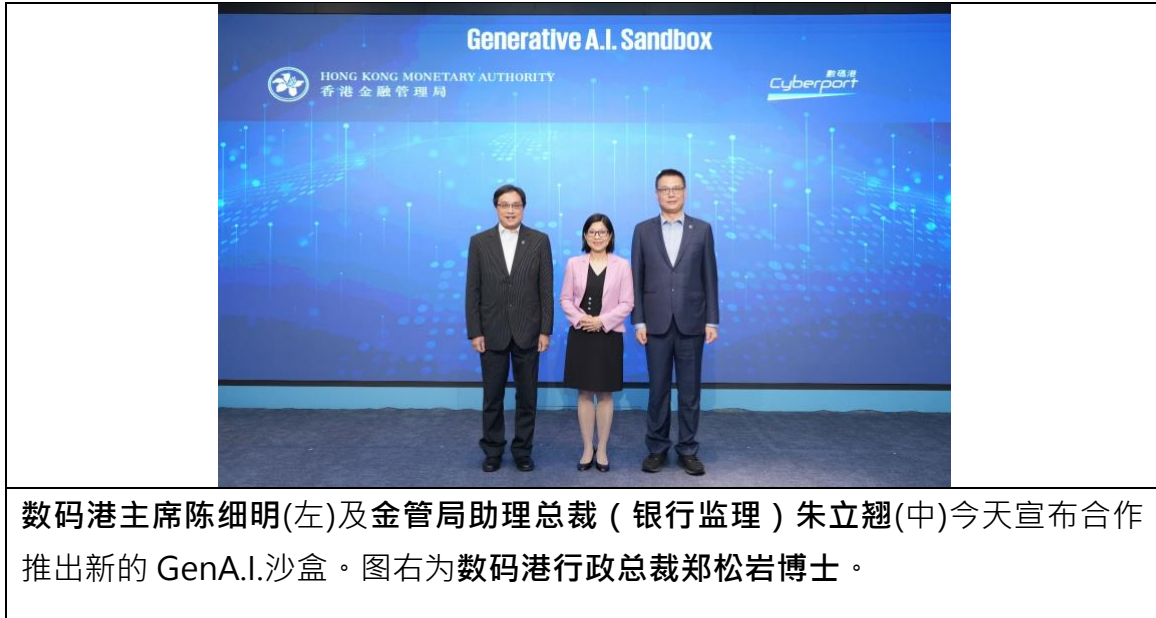 Generative A.I. Sandbox
HONG KONG MONETARY AUTHORITY
香港金融管理局
數碼港
Cyberport
数码港主席陈细明(左)及金管局助理总裁（银行监理）朱立翘(中)今天宣布合作
推出新的 GenA.I.沙盒。图右为数码港行政总裁郑松岩博士。